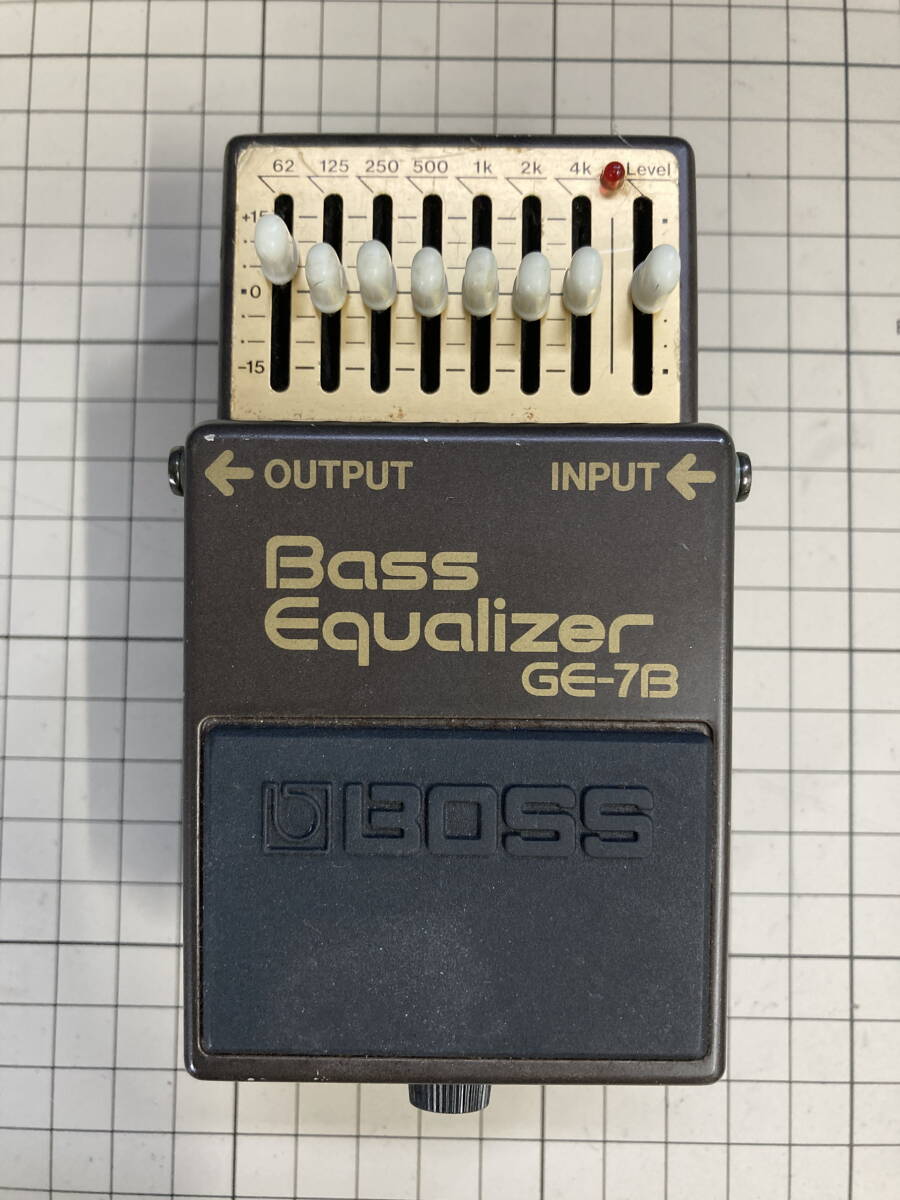 62 125 250 500 1k 2k 4k Level
+15
0
-15
OUTPUT INPUT
Bass
Equalizer
GE-7B
BOSS